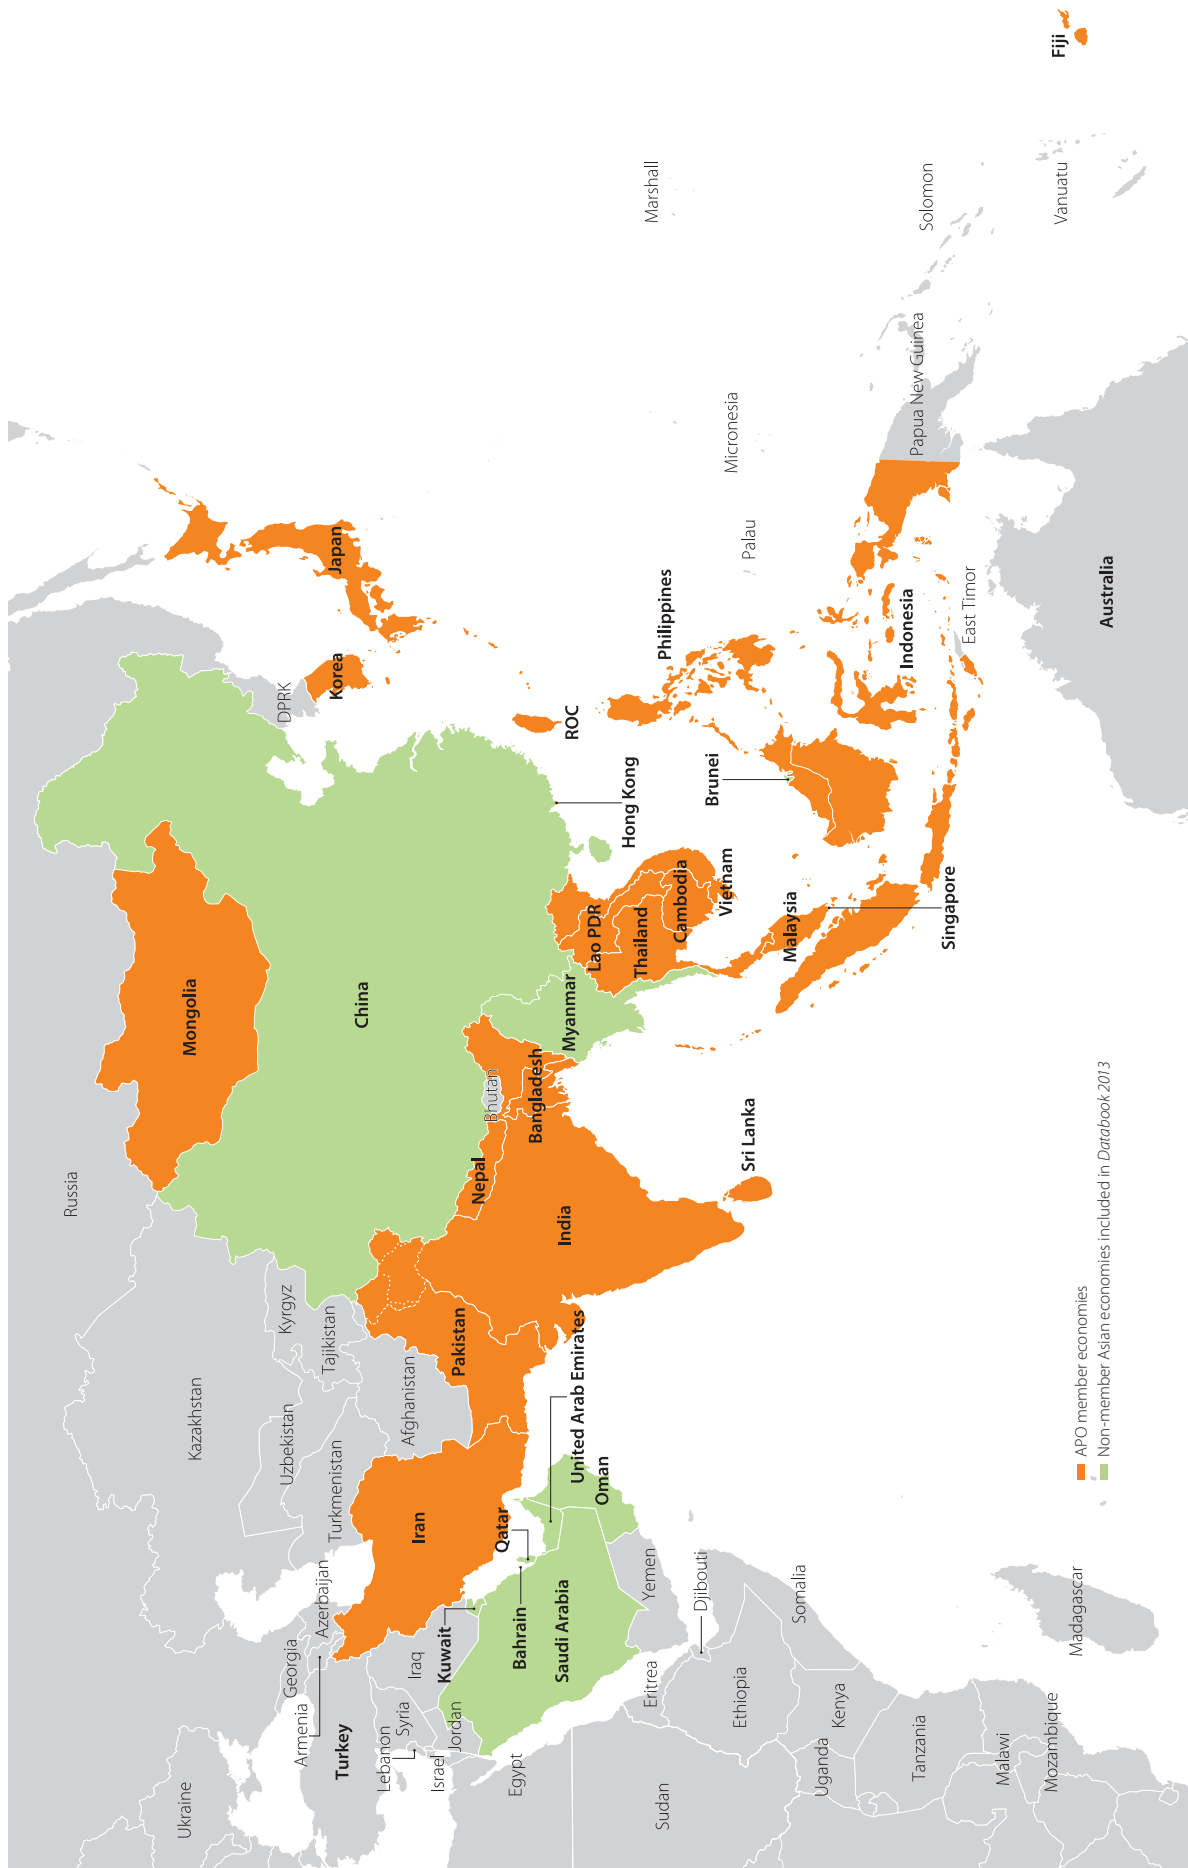 Russia
Ukraine
Kazakhstan
Mongolia
Georgia
Azerbaijan
Armenia
Turkey
Uzbekistan
Kyrgyz
Turkmenistan
Tajikistan
DPRK
Korea
Japan
China
Lebanon
Syria
Iraq
Iran
Afghanistan
Israel
Jordan
Kuwait
Pakistan
Nepal
Bhutan
Egypt
Bahrain
Qatar
Saudi Arabia
United Arab Emirates
Oman
India
Bangladesh
Myanmar
Lao PDR
Hong Kong
ROC
Sudan
Eritrea
Yemen
Djibouti
Thailand
Cambodia
Vietnam
Philippines
Marshall
Micronesia
Palau
Ethiopia
Somalia
Sri Lanka
Malaysia
Brunei
Uganda
Kenya
Tanzania
Singapore
Indonesia
East Timor
Papua New Guinea
Solomon
Malawi
Mozambique
Madagascar
Australia
Vanuatu
Fiji
APO member economies
Non-member Asian economies included in Databook 2013